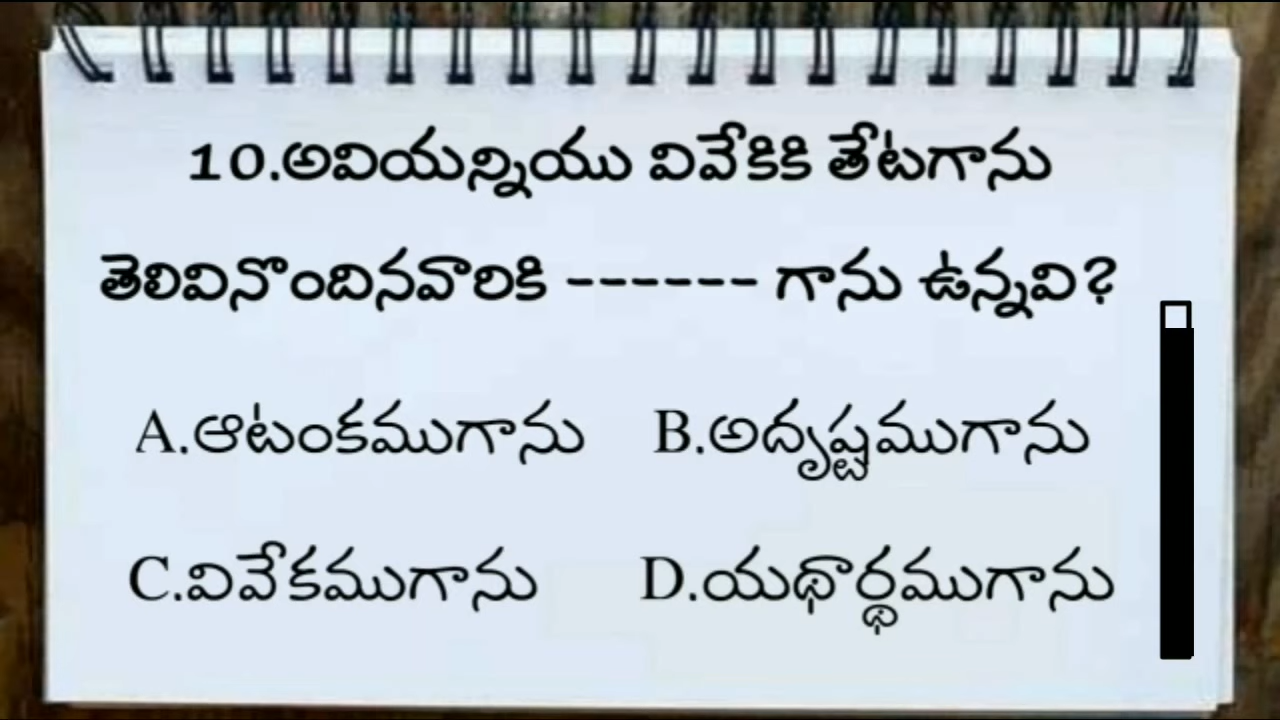 10.అవియన్నియు వివేకికి తేటగాను
తెలివినొందినవారికి ------ గాను ఉన్నవి?
A.ఆటంకముగాను B.అదృష్టముగాను
C.వివేకముగాను D.యథార్థముగాను